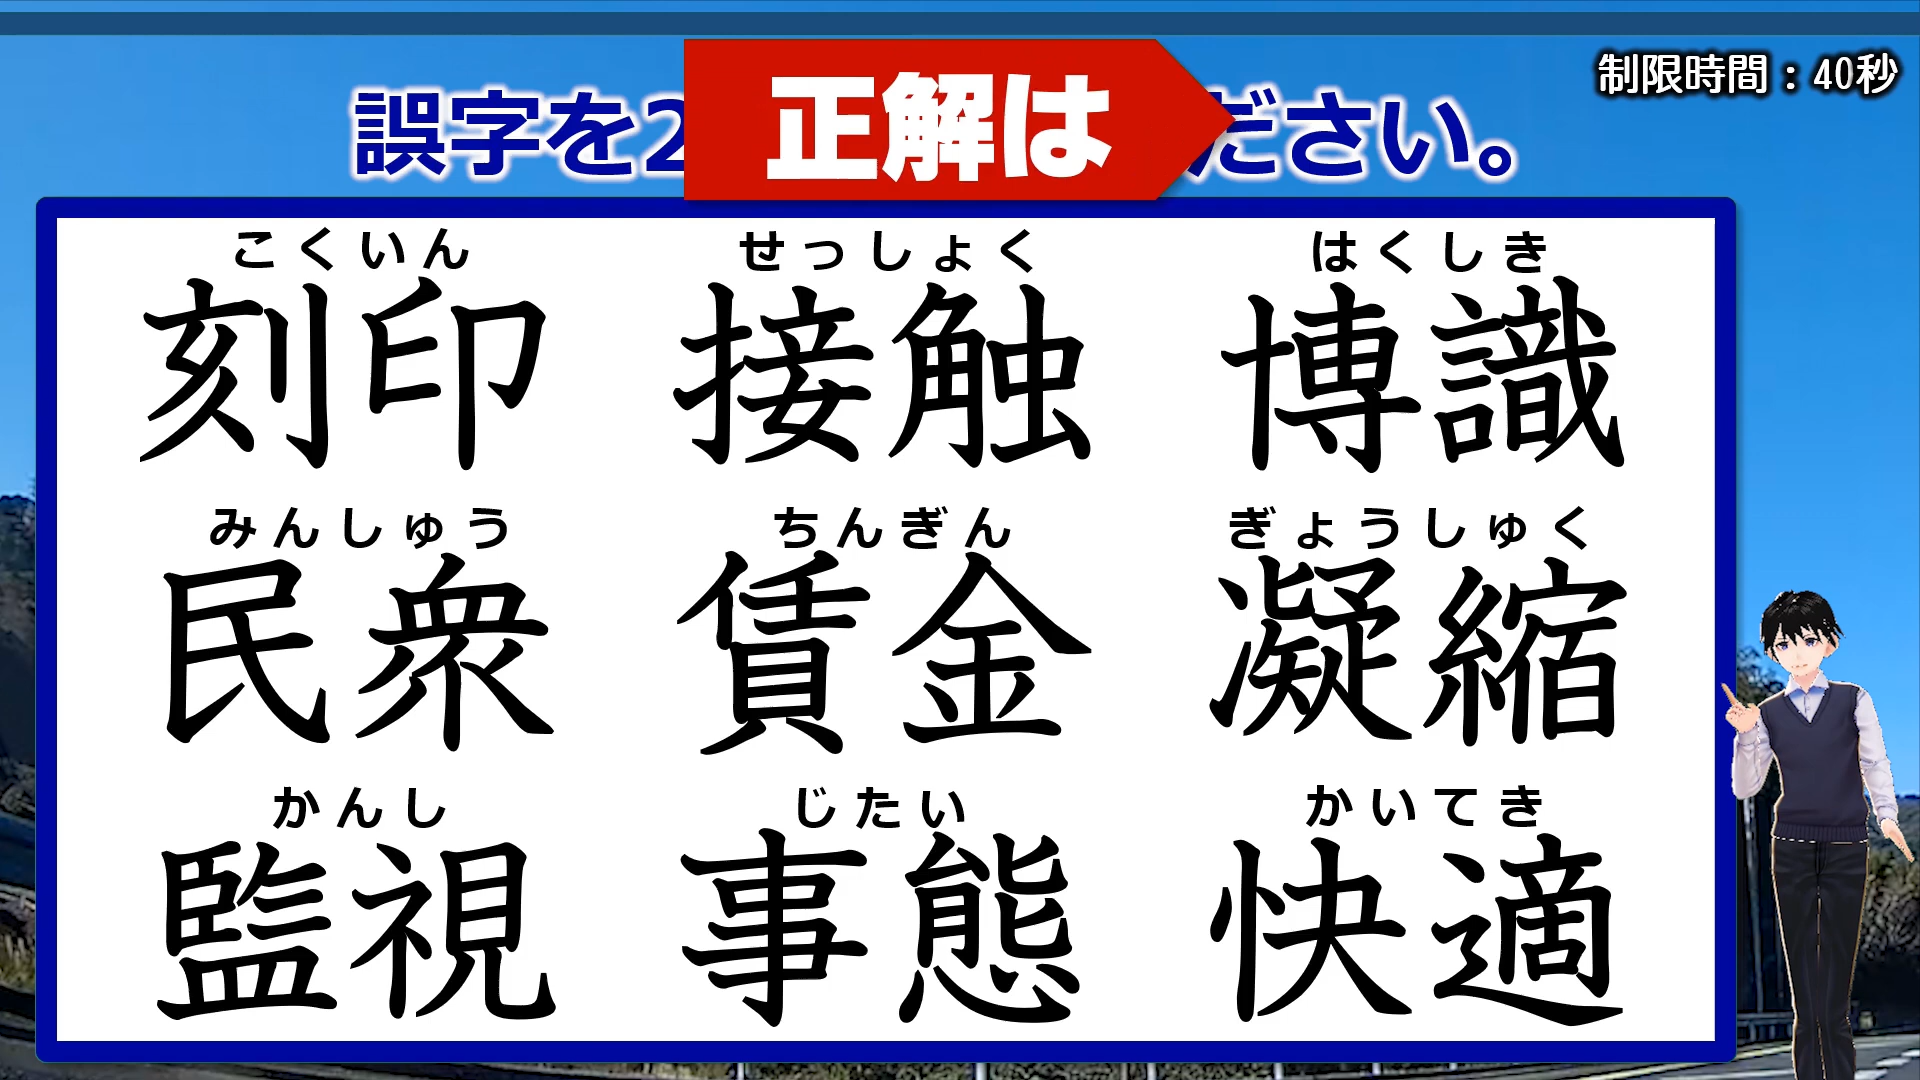 制限時間：40秒
誤字を2
正解は
ださい。
こくいん せっしょく はくしき
刻印 接触 博識
みんしゅう ちんぎん ぎょうしゅく
民衆 賃金 凝縮
かんし じたい かいてき
監視 事態 快適